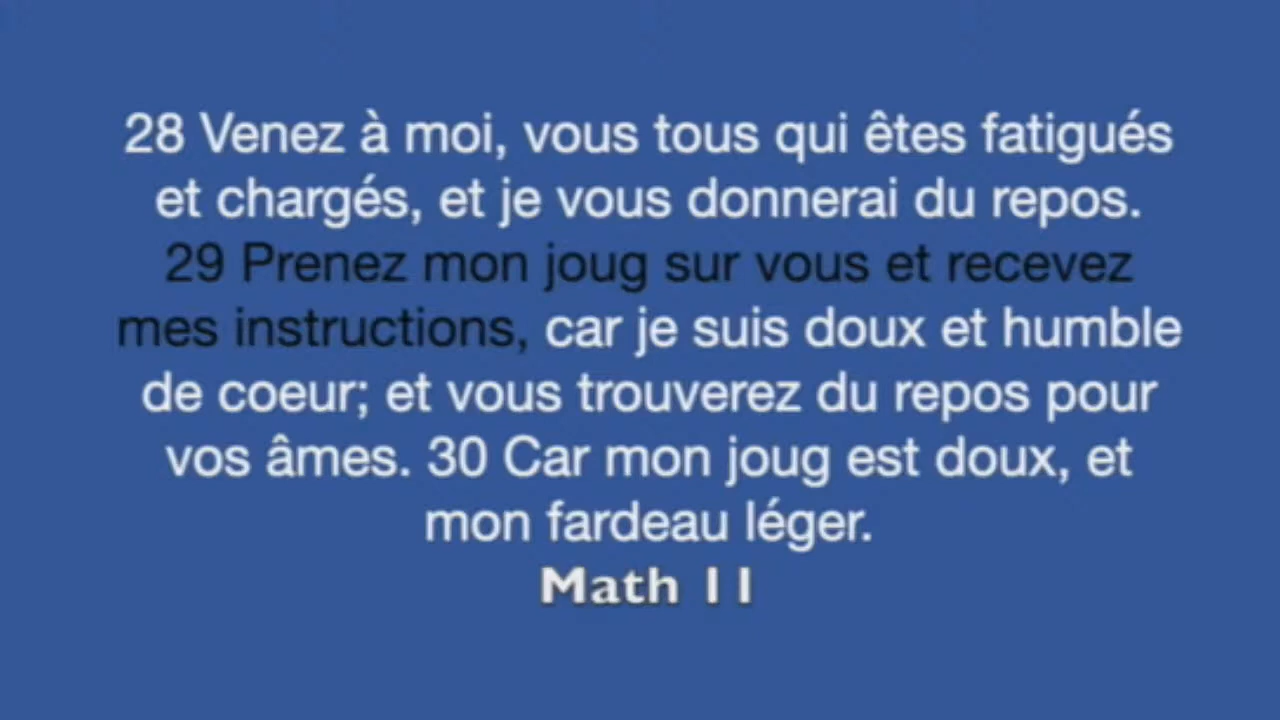 28 Venez à moi, vous tous qui êtes fatigués
et chargés, et je vous donnerai du repos.
29 Prenez mon joug sur vous et recevez
mes instructions, car je suis doux et humble
de coeur; et vous trouverez du repos pour
vos âmes. 30 Car mon joug est doux, et
mon fardeau léger.
Math 11